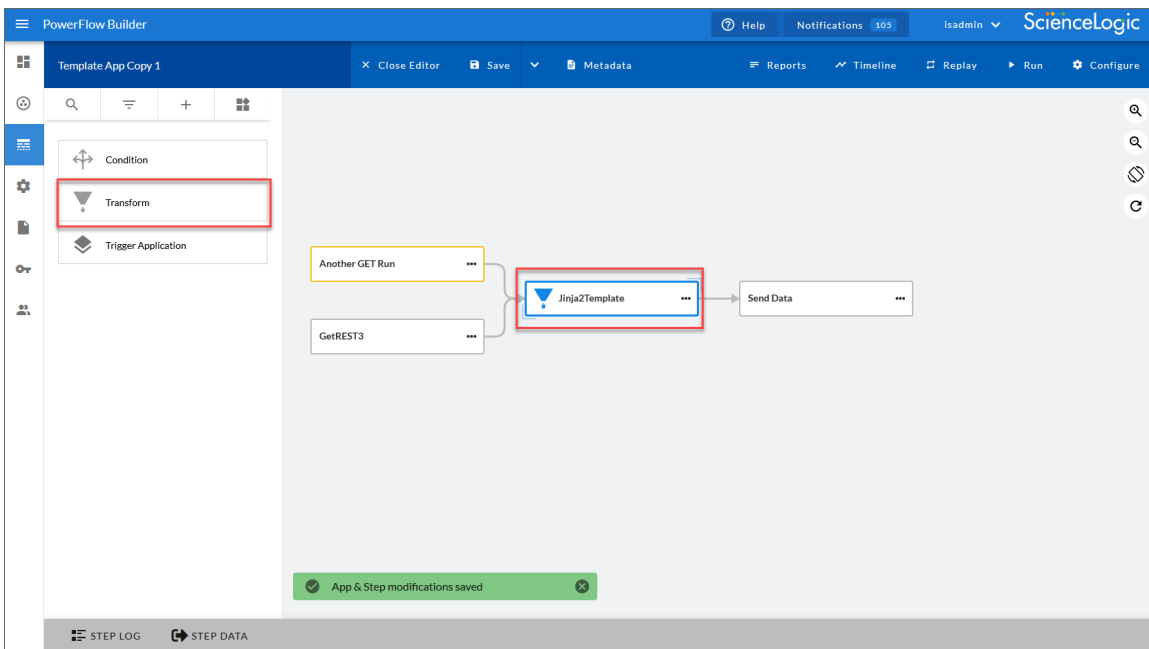 PowerFlow Builder
Help
Notifications 105
isadmin
ScienceLogic
Template App Copy 1
Close Editor
Save
Metadata
Reports
Timeline
Replay
Run
Configure
Condition
Transform
Trigger Application
Another GET Run
Jinja2Template
Send Data
GetREST3
App & Step modifications saved
STEP LOG
STEP DATA